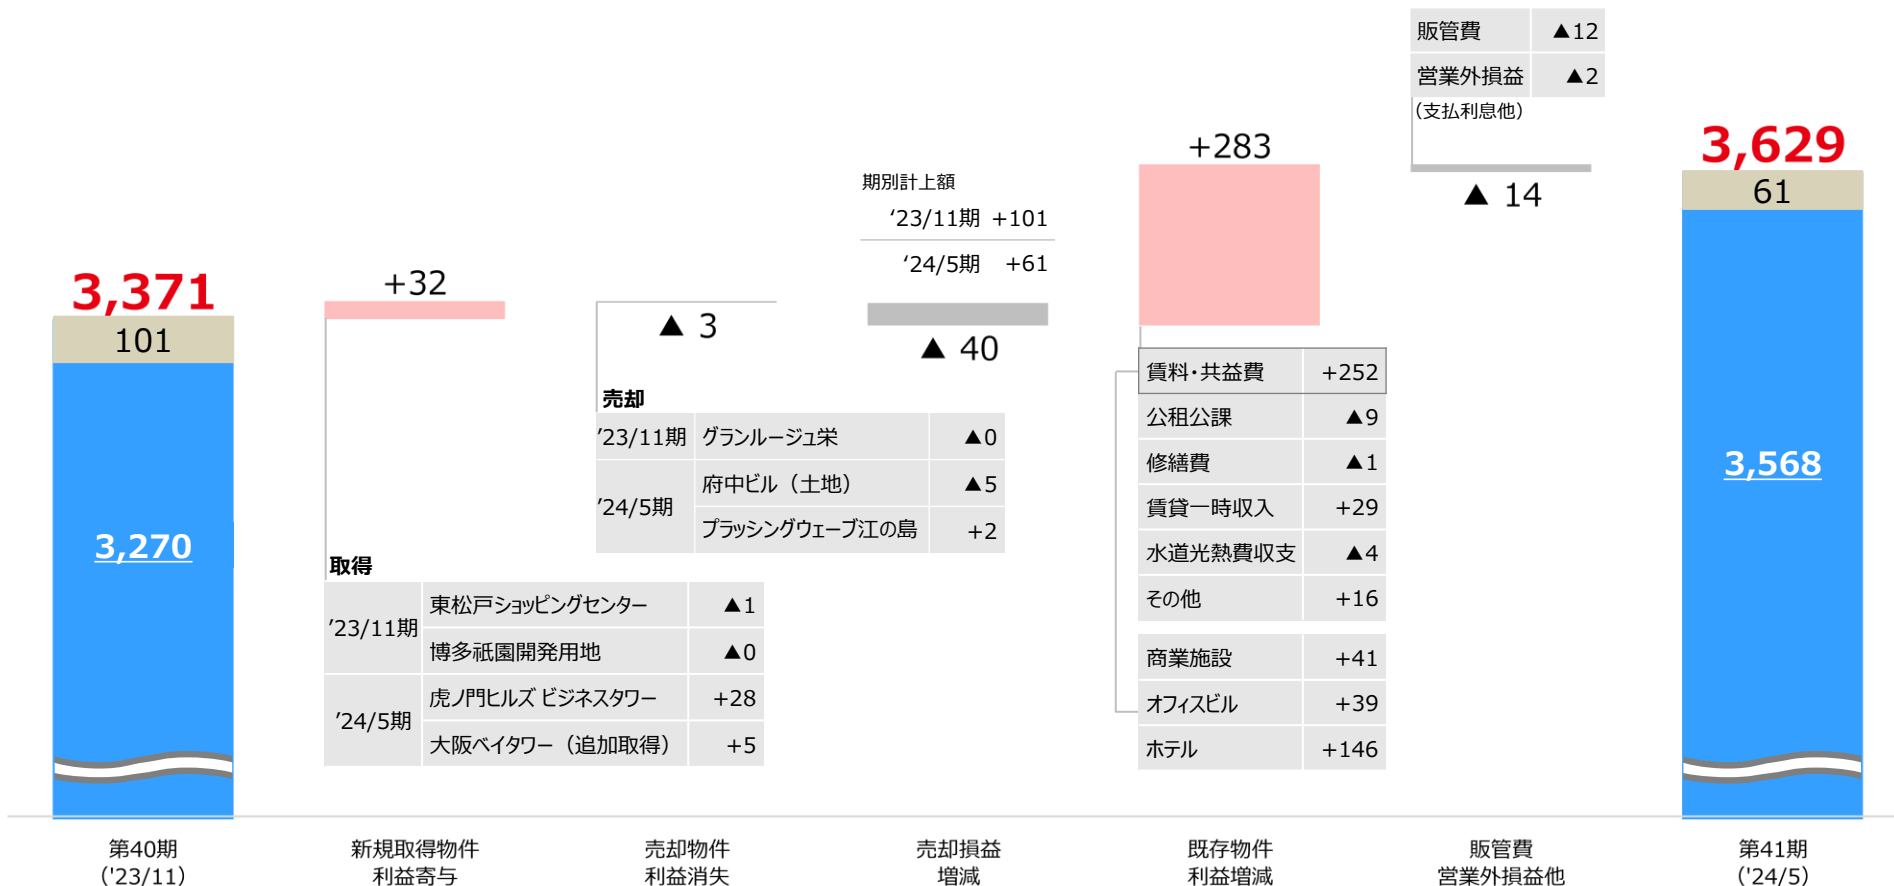 3,371
101
3,270
第40期
('23/11)
+32
取得
’23/11期 東松戸ショッピングセンター ▲1
博多祇園開発用地 ▲0
’24/5期 虎ノ門ヒルズ ビジネスタワー +28
大阪ベイタワー（追加取得） +5
新規取得物件
利益寄与
▲ 3
売却
’23/11期 グランルージュ栄 ▲0
’24/5期 府中ビル（土地） ▲5
プラッシングウェーブ江の島 +2
売却物件
利益消失
期別計上額
‘23/11期 +101
‘24/5期 +61
▲ 40
売却損益
増減
+283
賃料・共益費 +252
公租公課 ▲9
修繕費 ▲1
賃貸一時収入 +29
水道光熱費収支 ▲4
その他 +16
商業施設 +41
オフィスビル +39
ホテル +146
既存物件
利益増減
販管費 ▲12
営業外損益 ▲2
（支払利息他）
▲ 14
販管費
営業外損益他
3,629
61
3,568
第41期
('24/5)